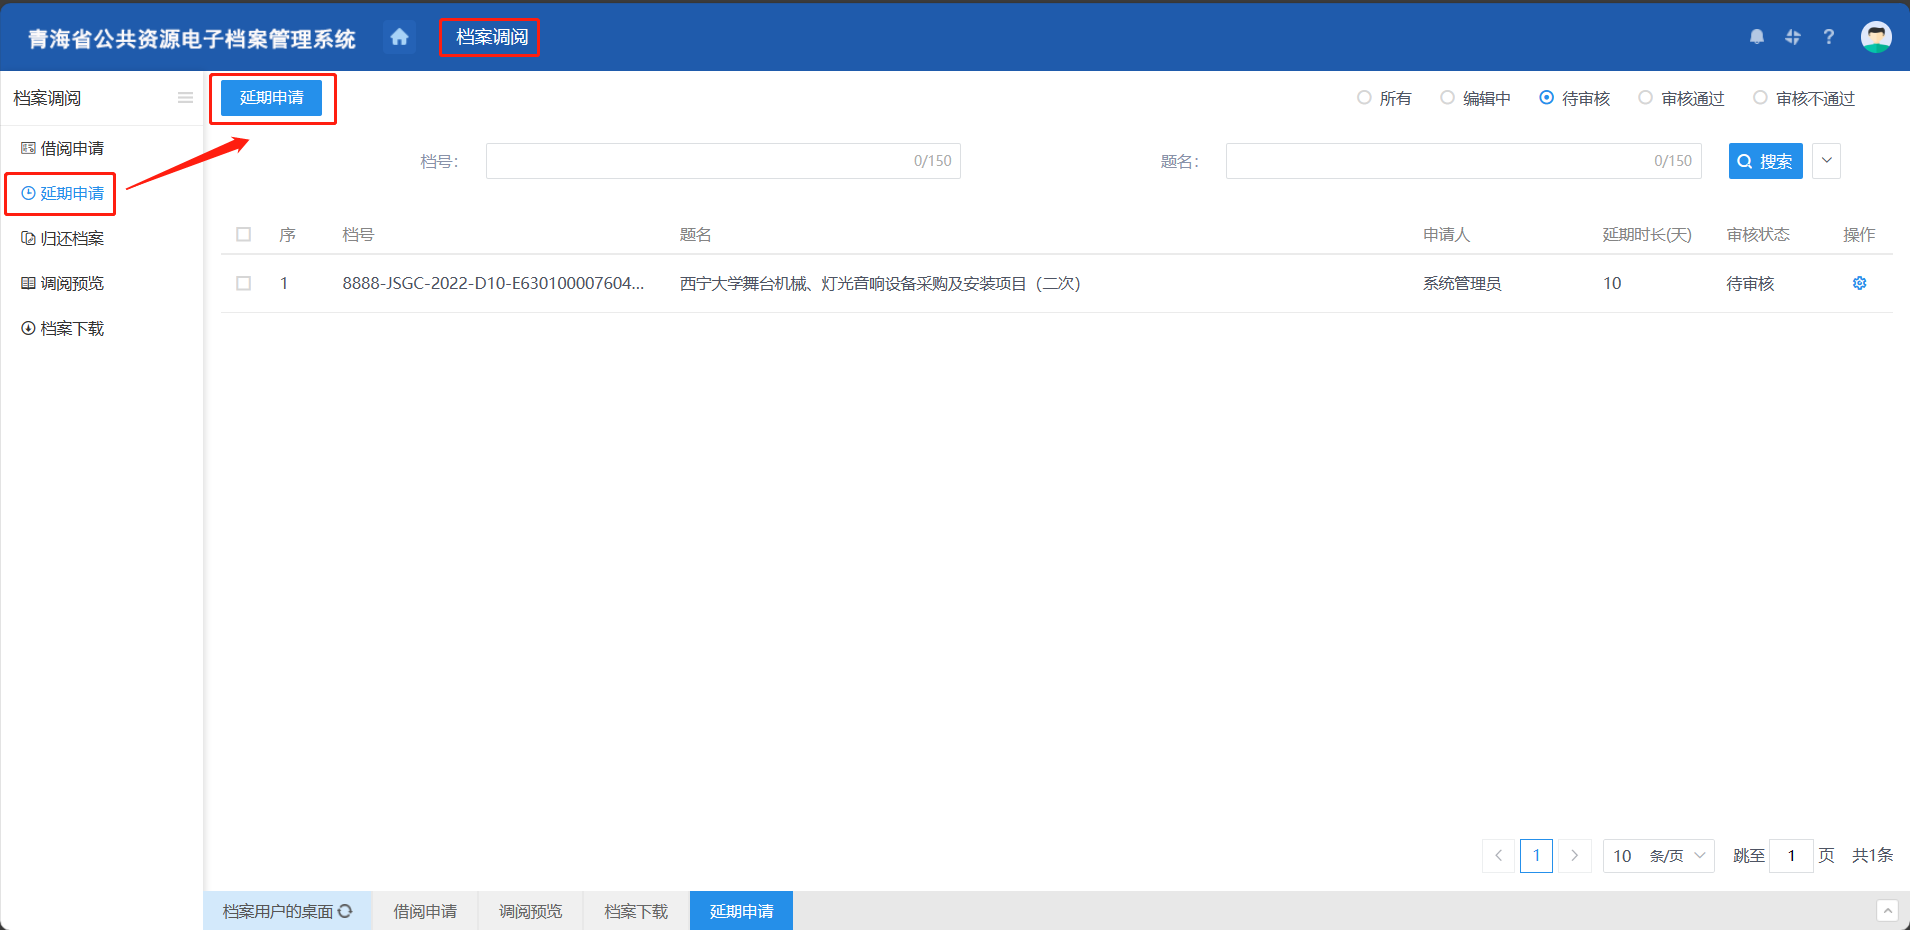 青海省公共资源电子档案管理系统
档案调阅
?
档案调阅
借阅申请
延期申请
归还档案
调阅预览
档案下载
延期申请
所有 编辑中 待审核 审核通过 审核不通过
档号: 0/150 题名: 0/150 搜索
序 档号 题名 申请人 延期时长(天) 审核状态 操作
1 8888-JSGC-2022-D10-E630100007604... 西宁大学舞台机械、灯光音响设备采购及安装项目（二次） 系统管理员 10 待审核
1 10 条/页 跳至 1 页 共1条
档案用户的桌面 借阅申请 调阅预览 档案下载 延期申请